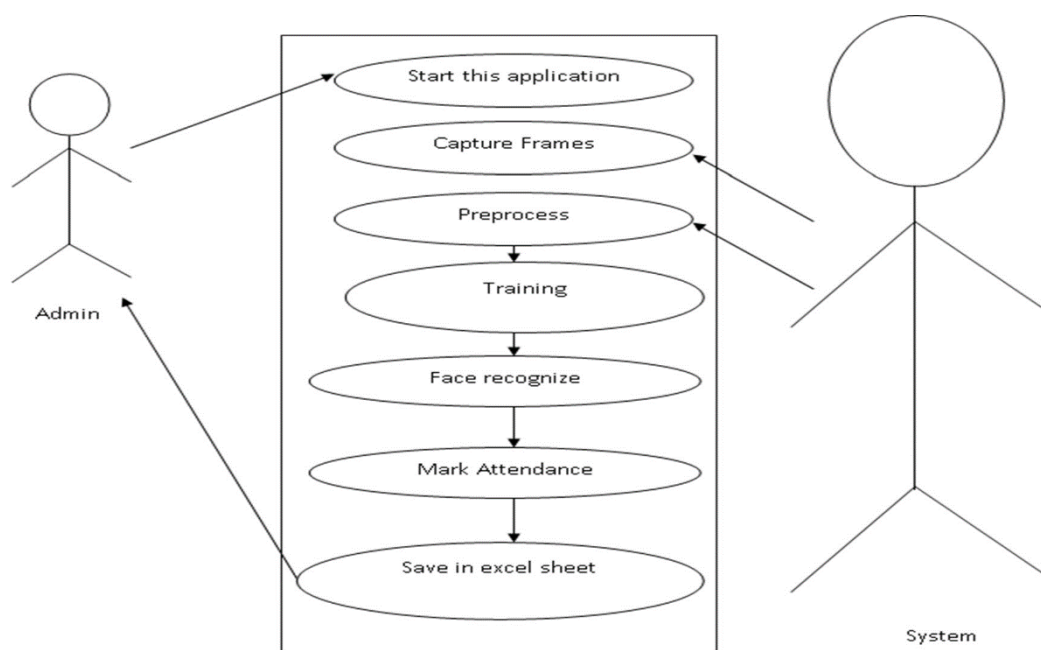 Start this application
Capture Frames
Preprocess
Training
Admin
Face recognize
Mark Attendance
Save in excel sheet
System